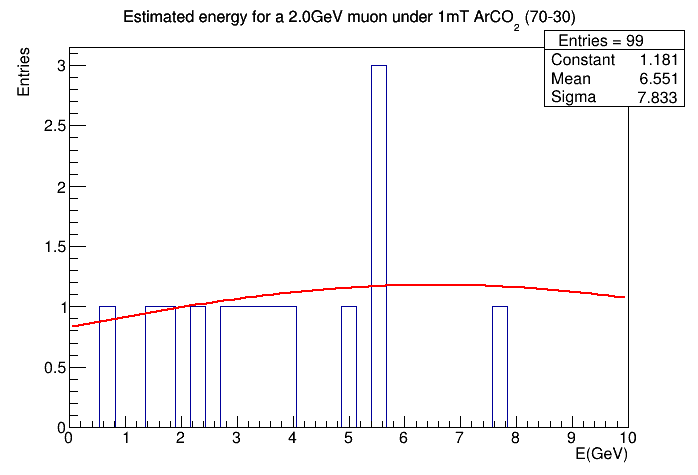 Estimated energy for a 2.0GeV muon under 1mT ArCO₂ (70-30)
Entries = 99
Constant 1.181
Mean 6.551
Sigma 7.833
Entries
3
2.5
2
1.5
1
0.5
0
0 1 2 3 4 5 6 7 8 9 10
E(GeV)